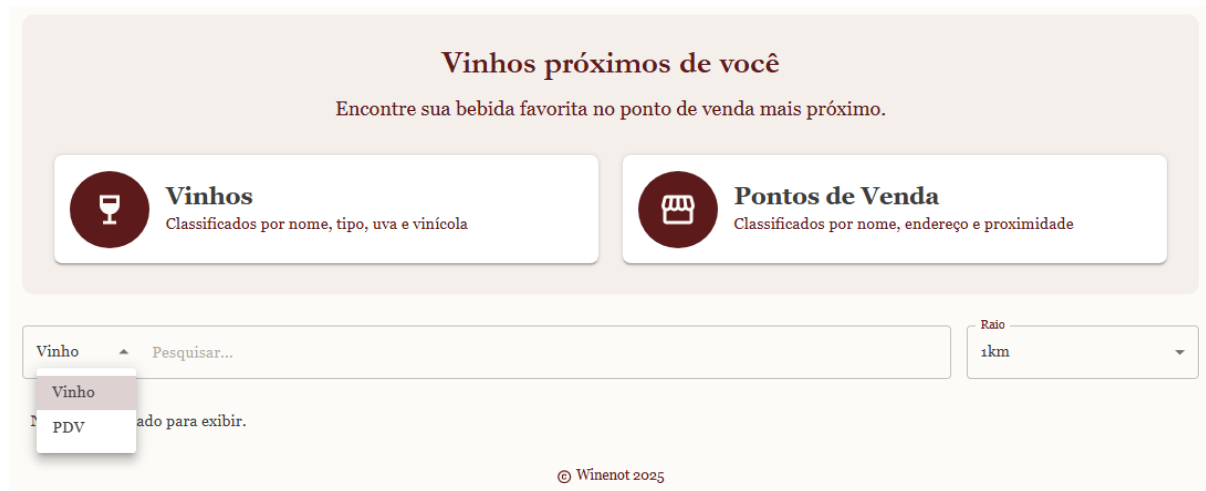 Vinhos próximos de você
Encontre sua bebida favorita no ponto de venda mais próximo.
Vinhos
Classificados por nome, tipo, uva e vinícola
Pontos de Venda
Classificados por nome, endereço e proximidade
Raio
Vinho Pesquisar... 1km
Vinho
ado para exibir.
PDV
© Winenot 2025